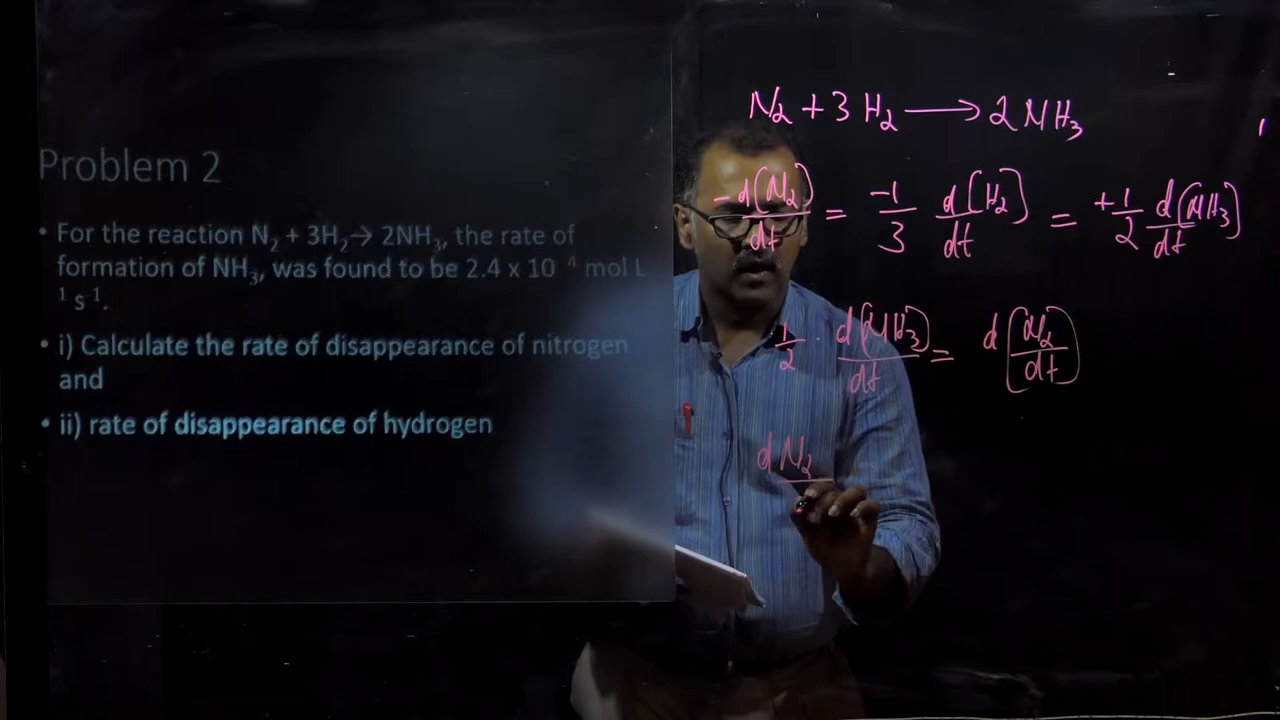 Problem 2
• For the reaction N₂ + 3H₂→ 2NH₃, the rate of
formation of NH₃, was found to be 2.4 x 10⁻⁴ mol L⁻
¹ s⁻¹.
• i) Calculate the rate of disappearance of nitrogen
and
• ii) rate of disappearance of hydrogen
N₂ + 3 H₂ ⟶ 2 NH₃
-d[N₂]/dt = -1/3 d[H₂]/dt = +1/2 d[NH₃]/dt
1/2 · d[NH₃]/dt = d[N₂/dt]
dN₂